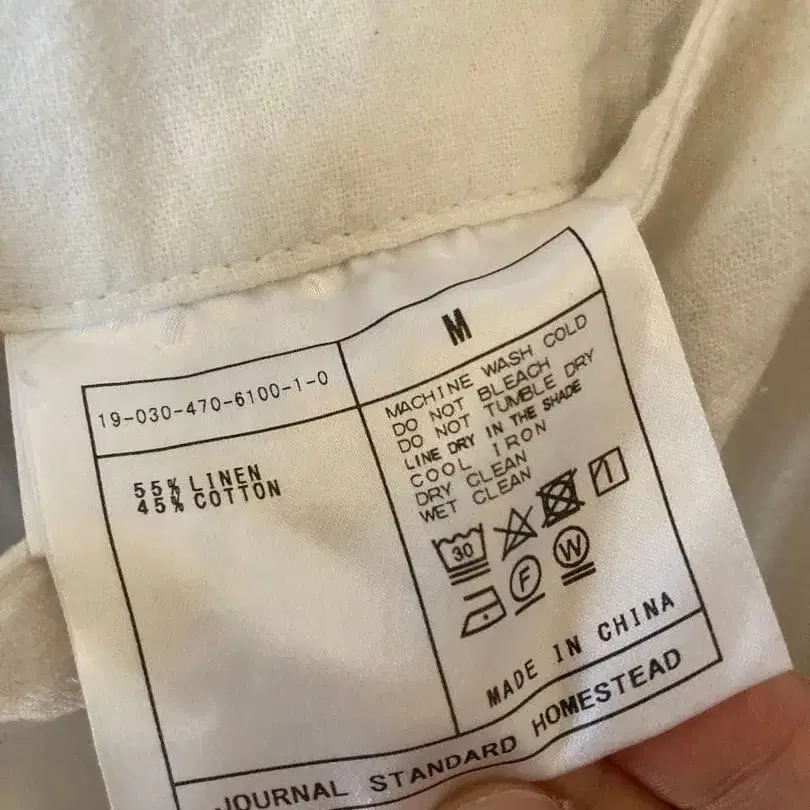 M
19-030-470-6100-1-0
55% LINEN
45% COTTON
MACHINE WASH COLD
DO NOT BLEACH
DO NOT TUMBLE DRY
LINE DRY IN THE SHADE
COOL IRON
DRY CLEAN
WET CLEAN
30
F W
MADE IN CHINA
JOURNAL STANDARD HOMESTEAD